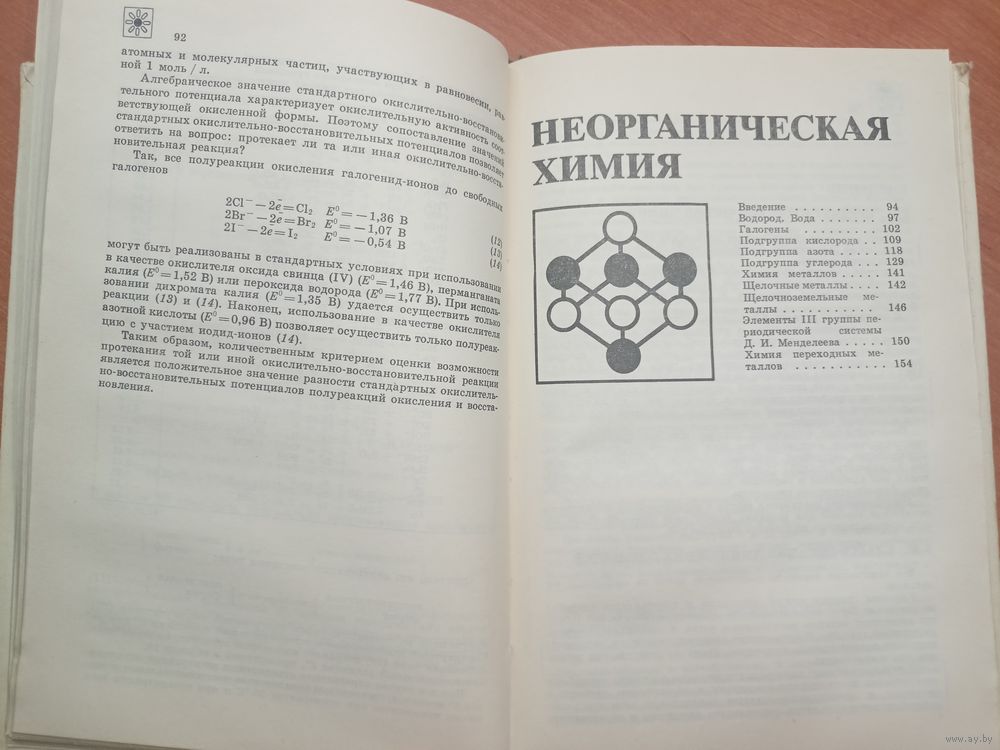 92
атомных и молекулярных частиц, участвующих в равновесии, рав-
ной 1 моль / л.
Алгебраическое значение стандартного окислительно-восстанови-
тельного потенциала характеризует окислительную активность соот-
ветствующей окисленной формы. Поэтому сопоставление значений
стандартных окислительно-восстановительных потенциалов позволяет
ответить на вопрос: протекает ли та или иная окислительно-восста-
новительная реакция?
Так, все полуреакции окисления галогенид-ионов до свободных
галогенов
2Cl⁻ — 2ē = Cl₂ E⁰ = — 1,36 В (12)
2Br⁻ — 2ē = Br₂ E⁰ = — 1,07 В (13)
2I⁻ — 2ē = I₂ E⁰ = — 0,54 В (14)
могут быть реализованы в стандартных условиях при использовании
в качестве окислителя оксида свинца (IV) (E⁰ = 1,46 В), перманганата
калия (E⁰ = 1,52 В) или пероксида водорода (E⁰ = 1,77 В). При исполь-
зовании дихромата калия (E⁰ = 1,35 В) удается осуществить только
реакции (13) и (14). Наконец, использование в качестве окислителя
азотной кислоты (E⁰ = 0,96 В) позволяет осуществить только полуреак-
цию с участием иодид-ионов (14).
Таким образом, количественным критерием оценки возможности
протекания той или иной окислительно-восстановительной реакции
является положительное значение разности стандартных окислитель-
но-восстановительных потенциалов полуреакций окисления и восста-
новления.
НЕОРГАНИЧЕСКАЯ
ХИМИЯ
Введение . . . . . . . . . . 94
Водород. Вода . . . . . . . 97
Галогены . . . . . . . . . . 102
Подгруппа кислорода . . 109
Подгруппа азота . . . . . 118
Подгруппа углерода . . . 129
Химия металлов . . . . . 141
Щелочные металлы . . . . 142
Щелочноземельные ме-
таллы . . . . . . . . . . . 146
Элементы III группы пе-
риодической системы
Д. И. Менделеева . . . . . 150
Химия переходных ме-
таллов . . . . . . . . . . . 154
www.ay.by